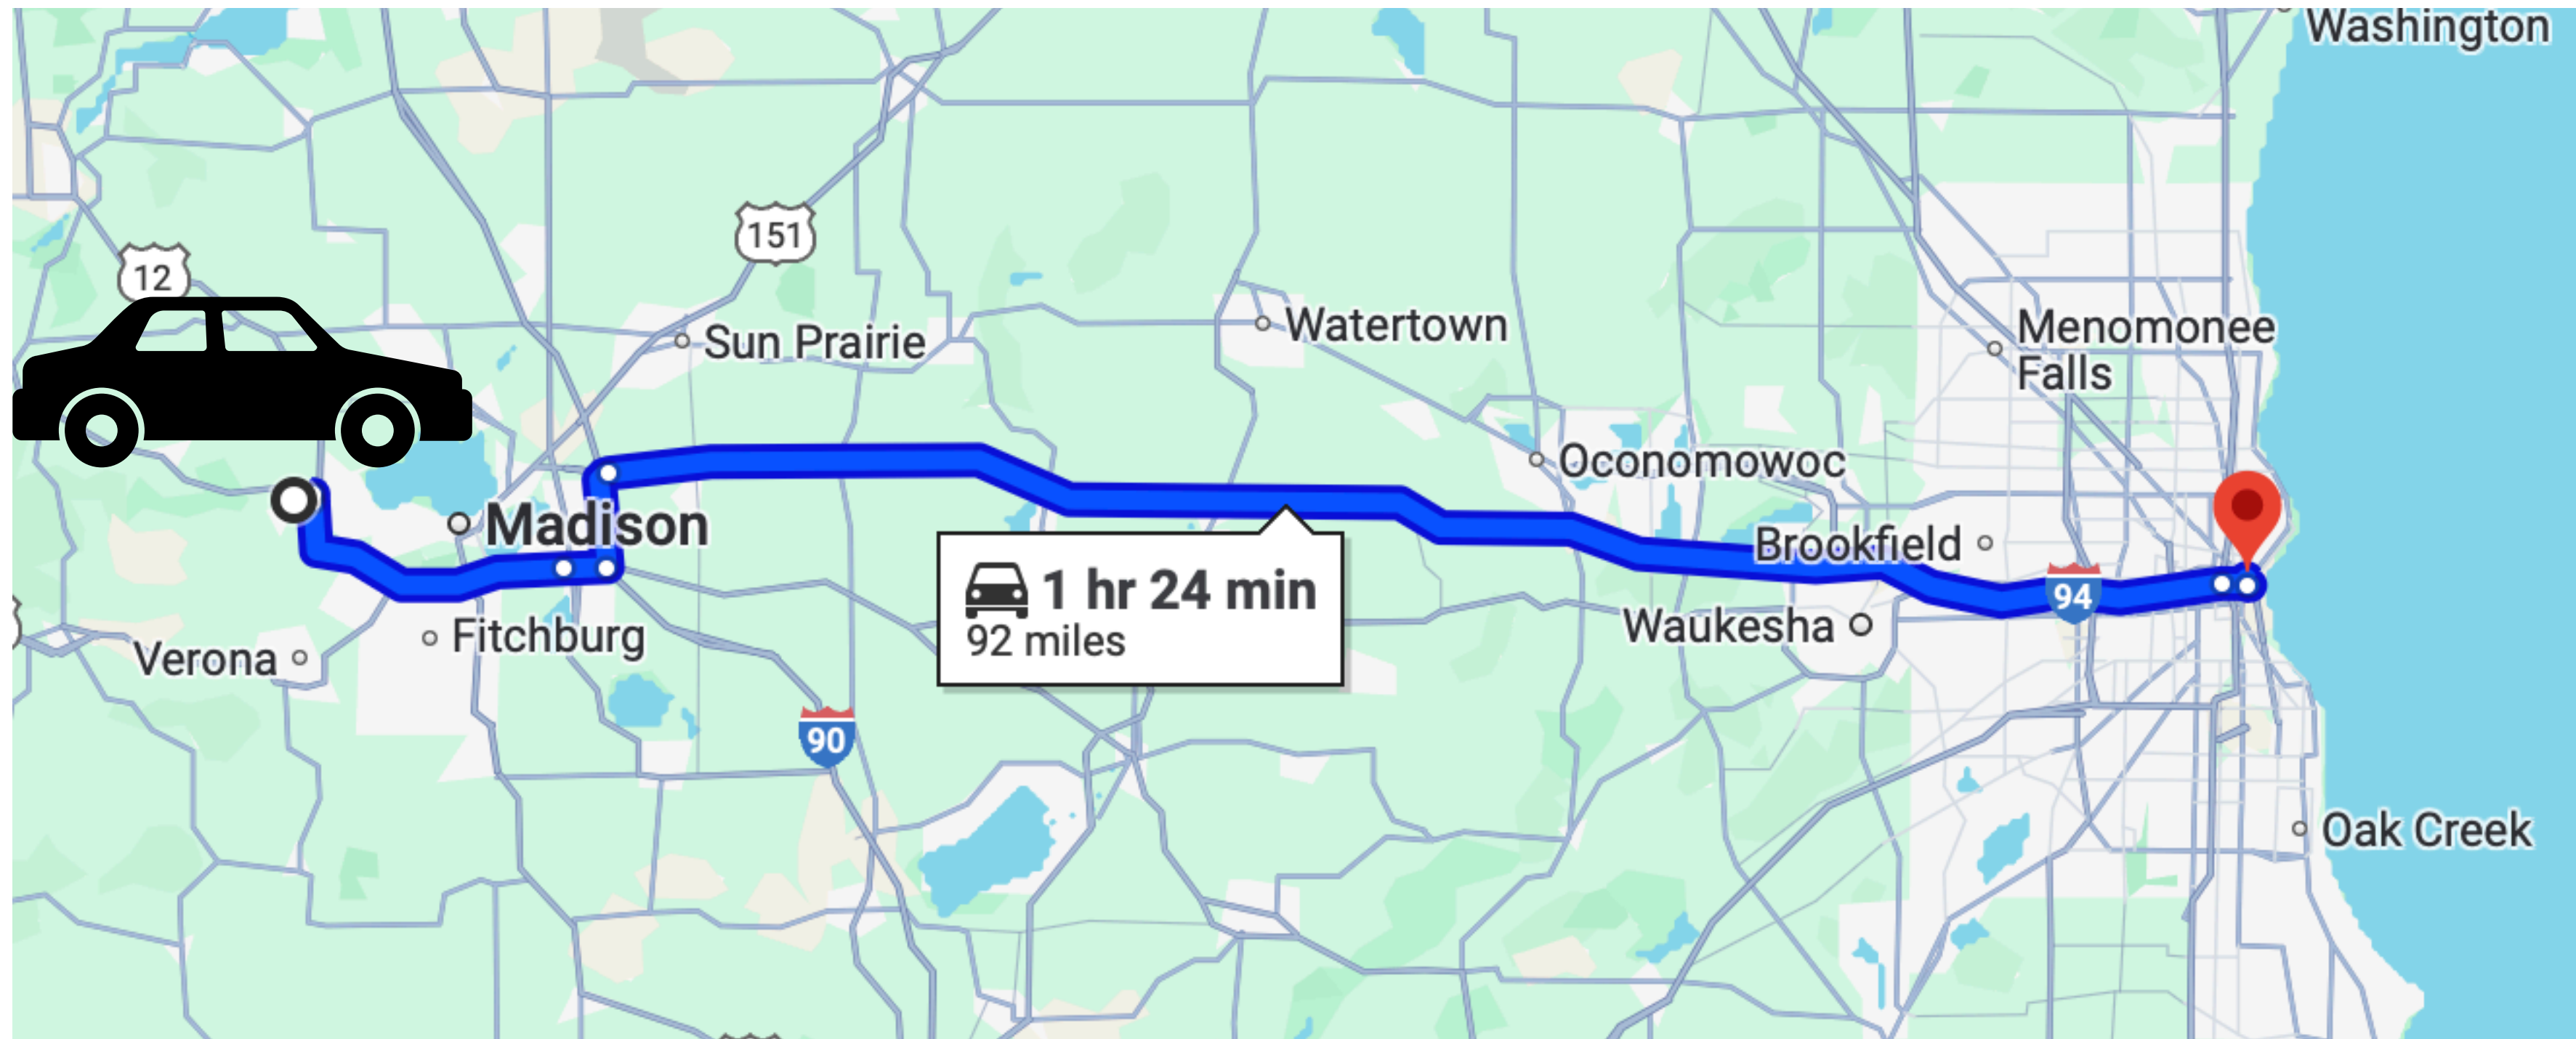 Washington
151
12
Sun Prairie
Watertown
Menomonee
Falls
Oconomowoc
Madison
Brookfield
1 hr 24 min
92 miles
94
Waukesha
Fitchburg
Verona
90
Oak Creek